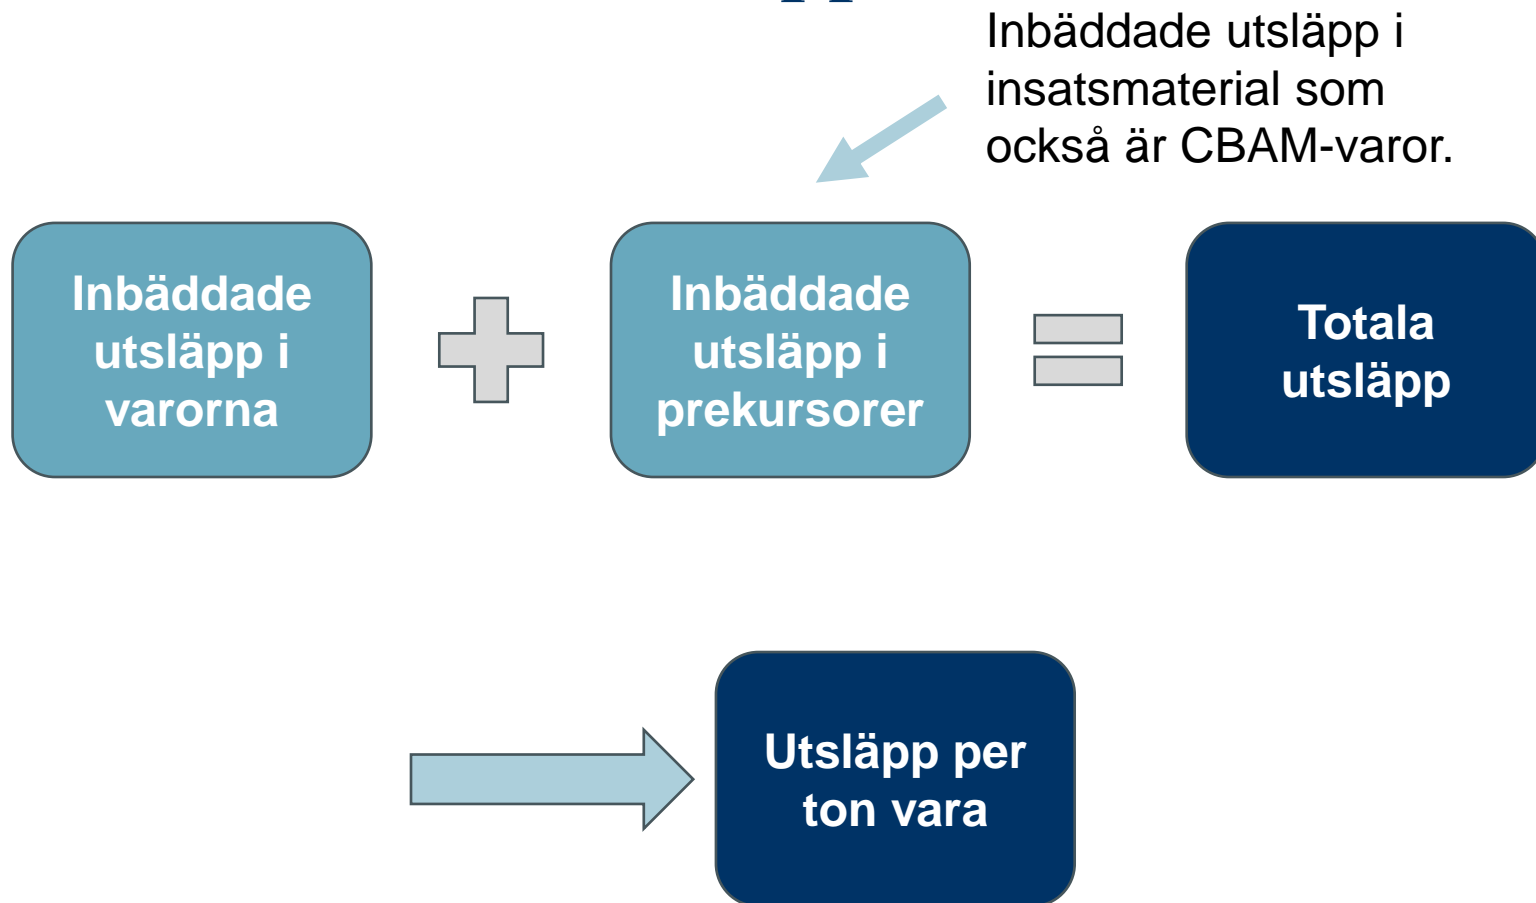 Inbäddade utsläpp i
insatsmaterial som
också är CBAM-varor.
Inbäddade
utsläpp i
varorna
Inbäddade
utsläpp i
prekursorer
Totala
utsläpp
Utsläpp per
ton vara